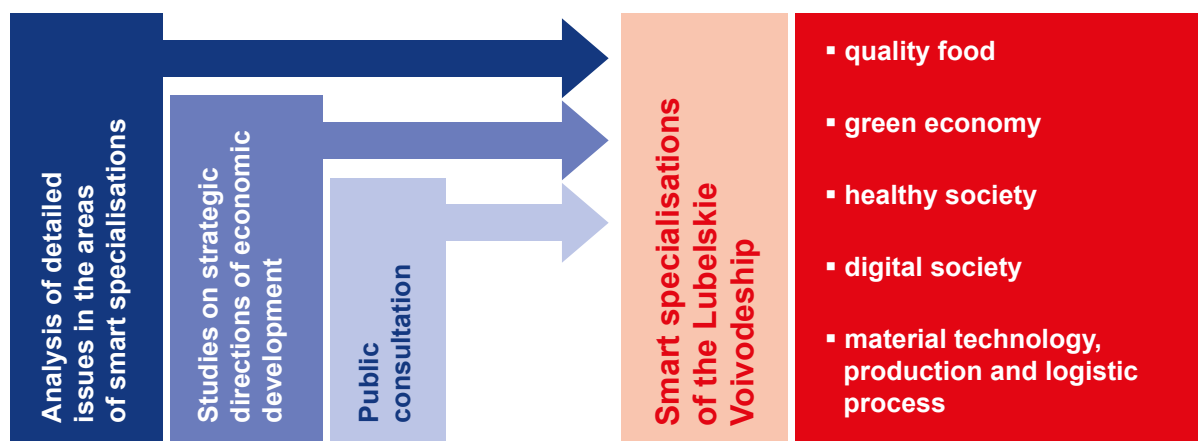 Analysis of detailed
issues in the areas
of smart specialisations
Studies on strategic
directions of economic
development
Public
consultation
Smart specialisations
of the Lubelskie
Voivodeship
▪ quality food
▪ green economy
▪ healthy society
▪ digital society
▪ material technology,
production and logistic
process